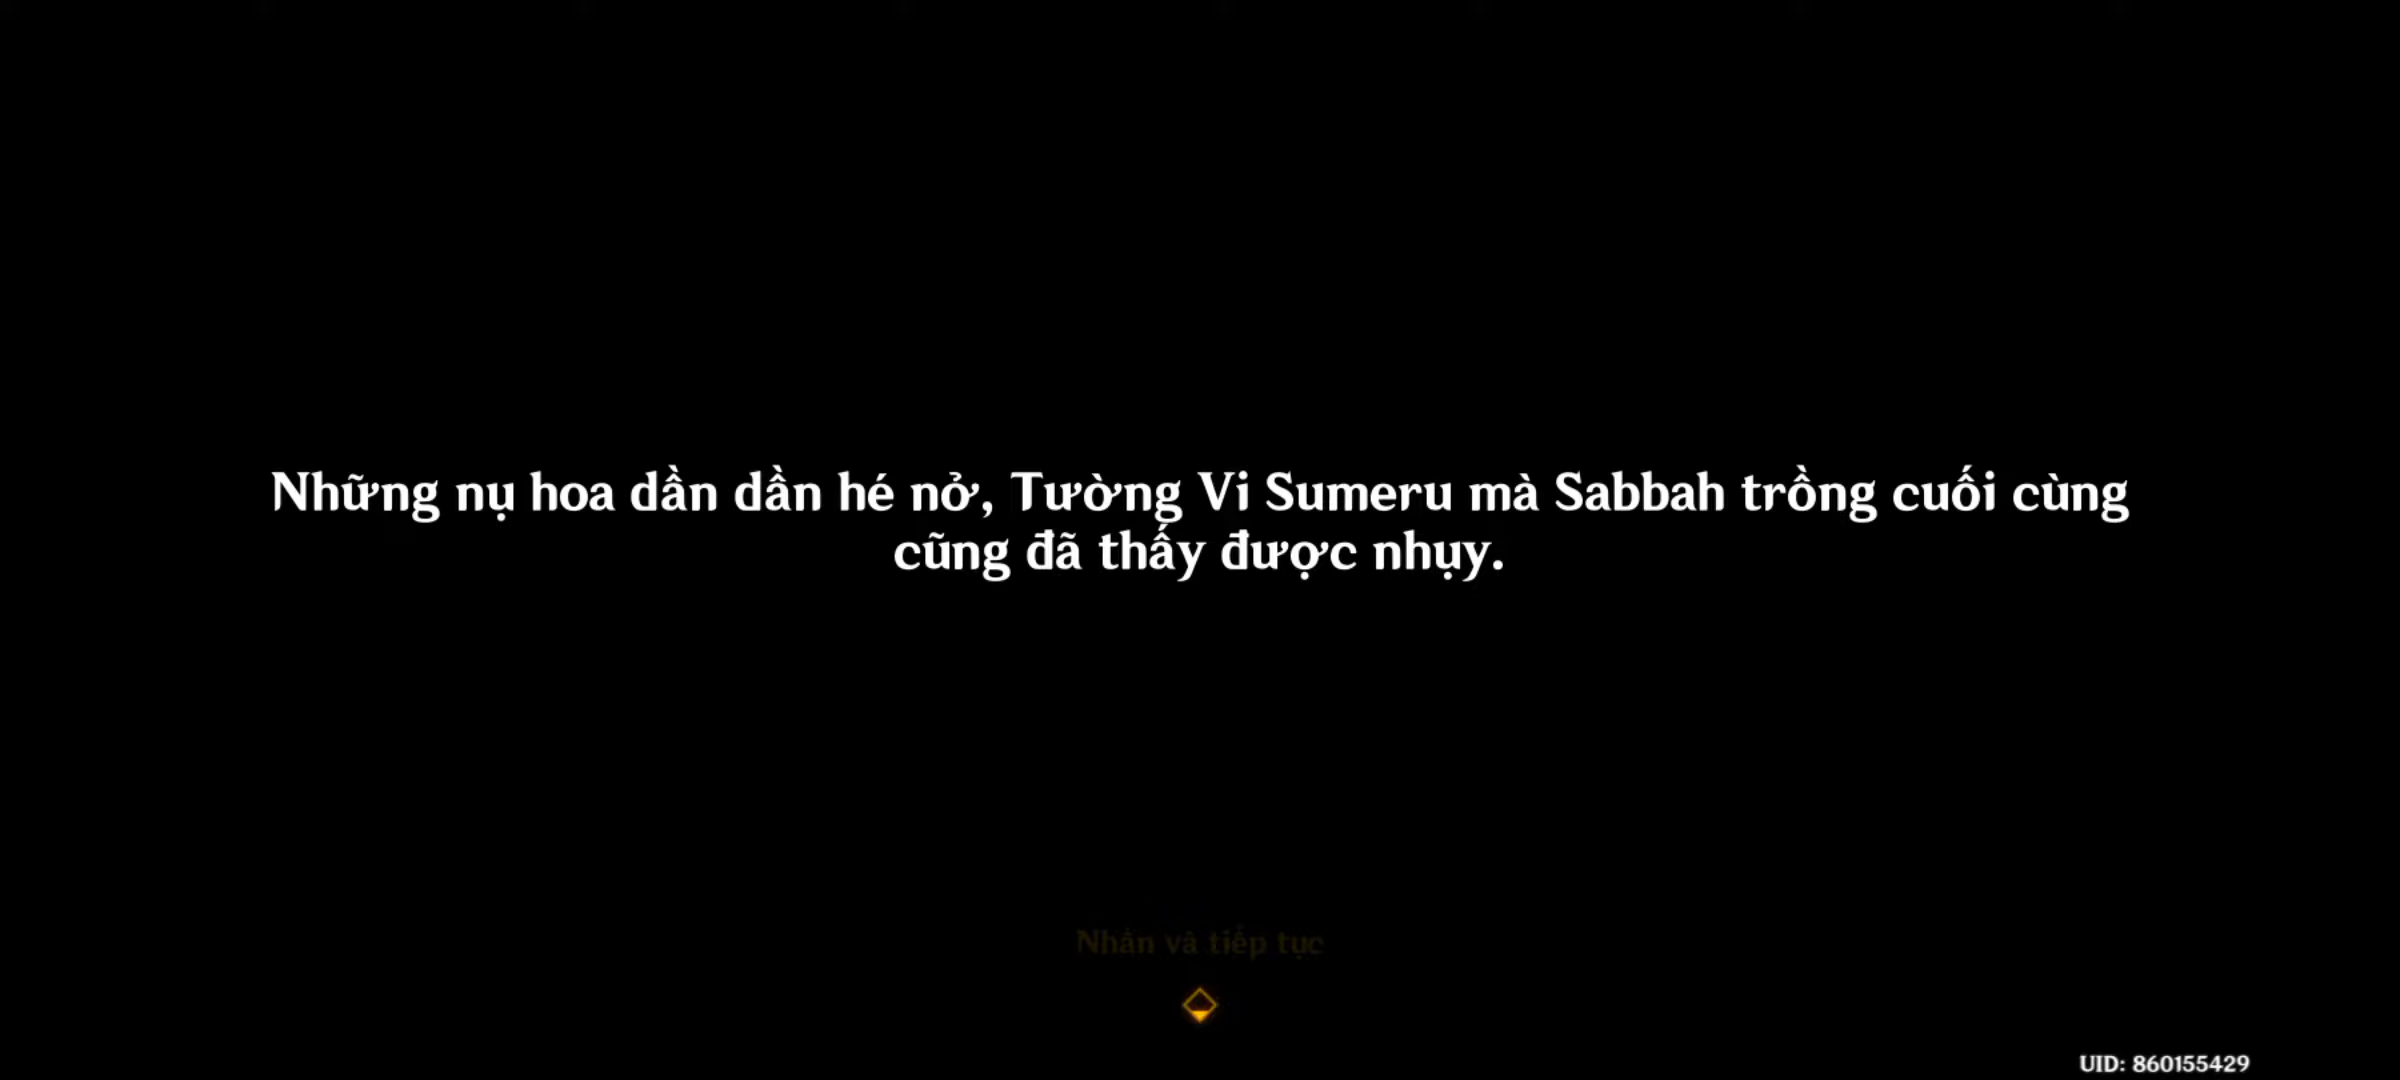 Những nụ hoa dần dần hé nở, Tường Vi Sumeru mà Sabbah trồng cuối cùng
cũng đã thấy được nhụy.
Nhấn và tiếp tục
UID: 860155429